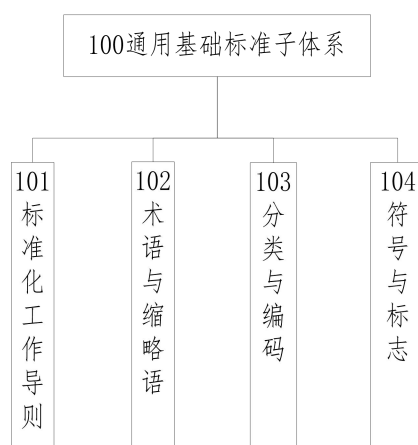 100通用基础标准子体系
101
标准化工作导则
102
术语与缩略语
103
分类与编码
104
符号与标志